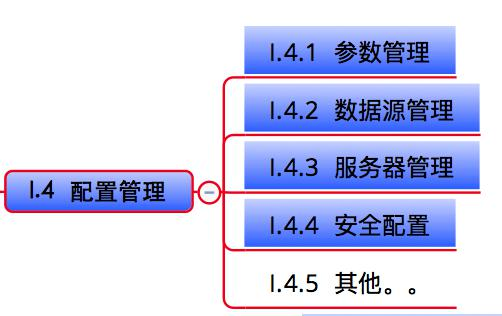 I.4 配置管理
I.4.1 参数管理
I.4.2 数据源管理
I.4.3 服务器管理
I.4.4 安全配置
I.4.5 其他。。